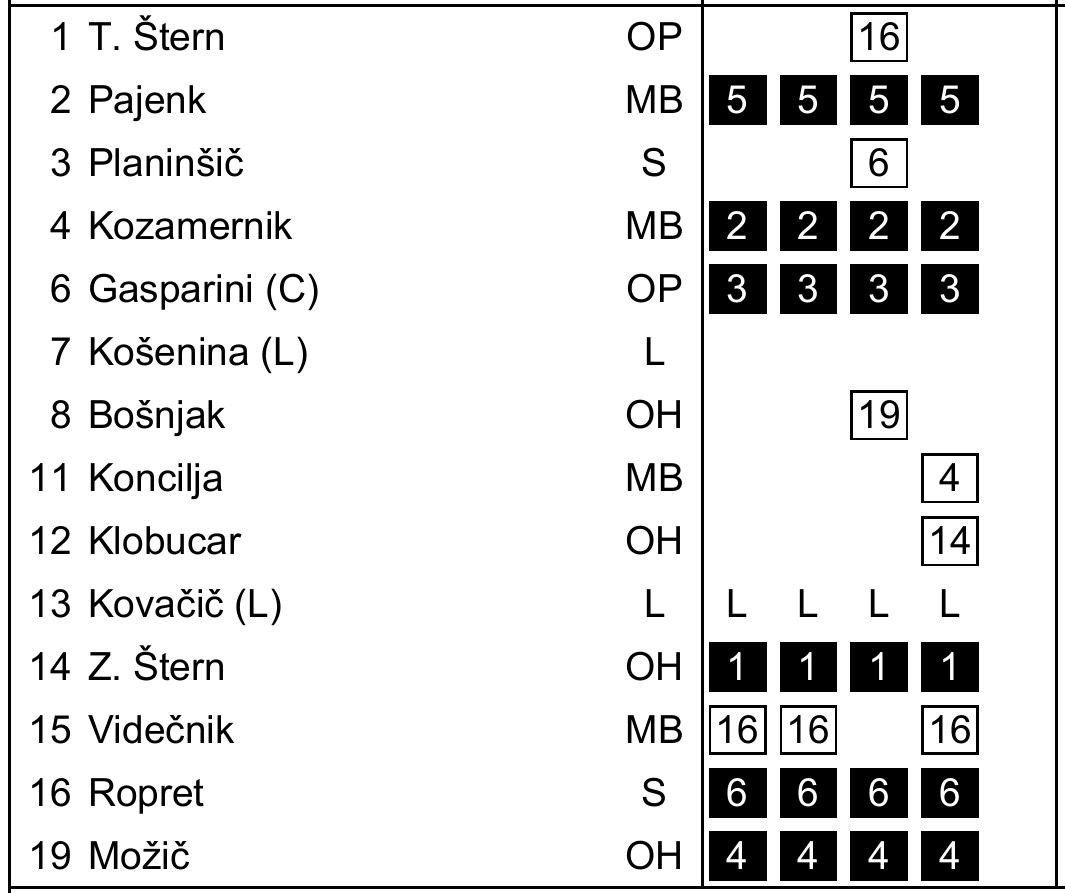 1 T. Štern OP 16
2 Pajenk MB 5 5 5 5
3 Planinšič S 6
4 Kozamernik MB 2 2 2 2
6 Gasparini (C) OP 3 3 3 3
7 Košenina (L) L
8 Bošnjak OH 19
11 Koncilja MB 4
12 Klobucar OH 14
13 Kovačič (L) L L L L L
14 Z. Štern OH 1 1 1 1
15 Videčnik MB 16 16 16
16 Ropret S 6 6 6 6
19 Možič OH 4 4 4 4